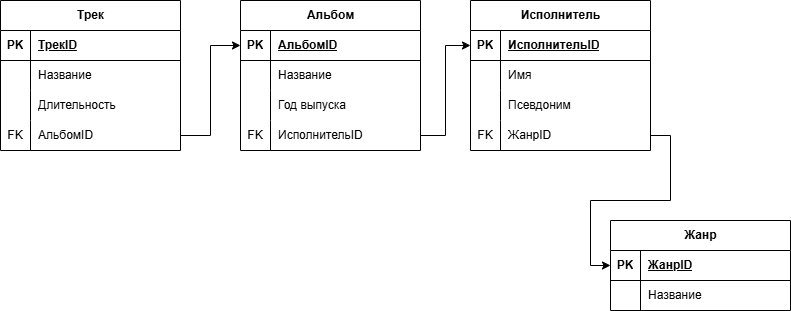 Трек
PK ТрекID
Название
Длительность
FK АльбомID
Альбом
PK АльбомID
Название
Год выпуска
FK ИсполнительID
Исполнитель
PK ИсполнительID
Имя
Псевдоним
FK ЖанрID
Жанр
PK ЖанрID
Название